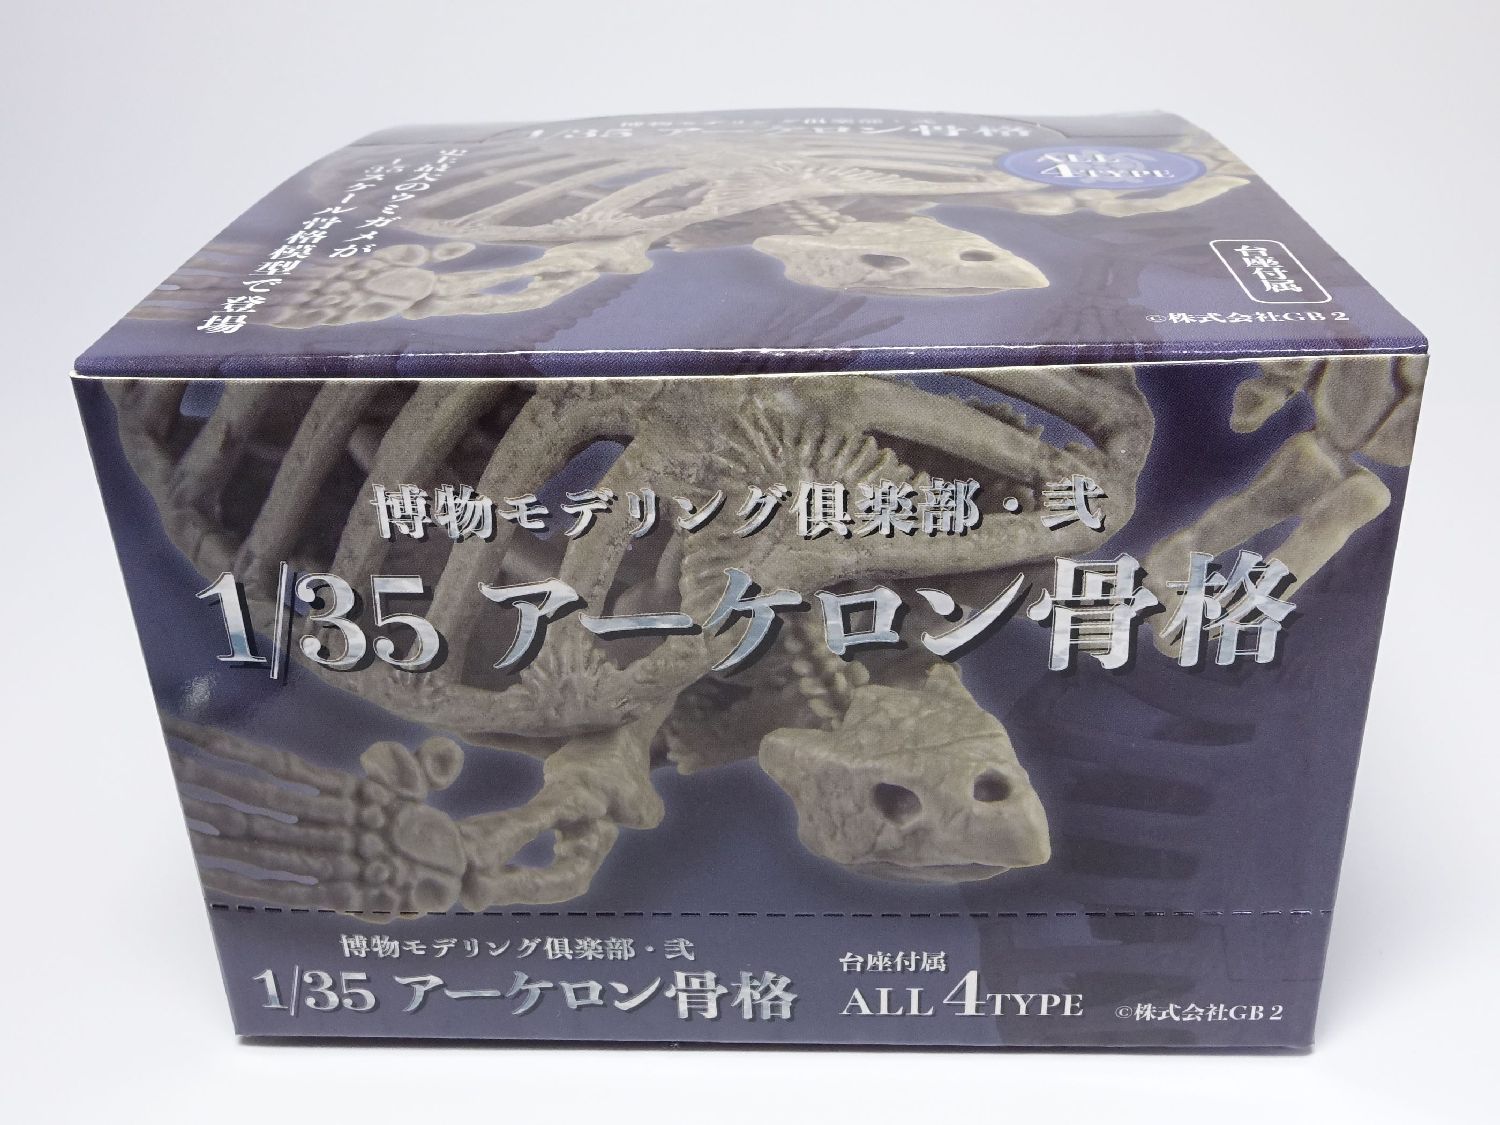 博物モデリング倶楽部・弐
1/35 アーケロン骨格
ALL
4TYPE
史上最大のウミガメが
1/35スケール骨格模型で登場
台座付属
©株式会社GB2
博物モデリング倶楽部・弐
1/35 アーケロン骨格
博物モデリング倶楽部・弐
1/35 アーケロン骨格
台座付属
ALL 4TYPE
©株式会社GB2